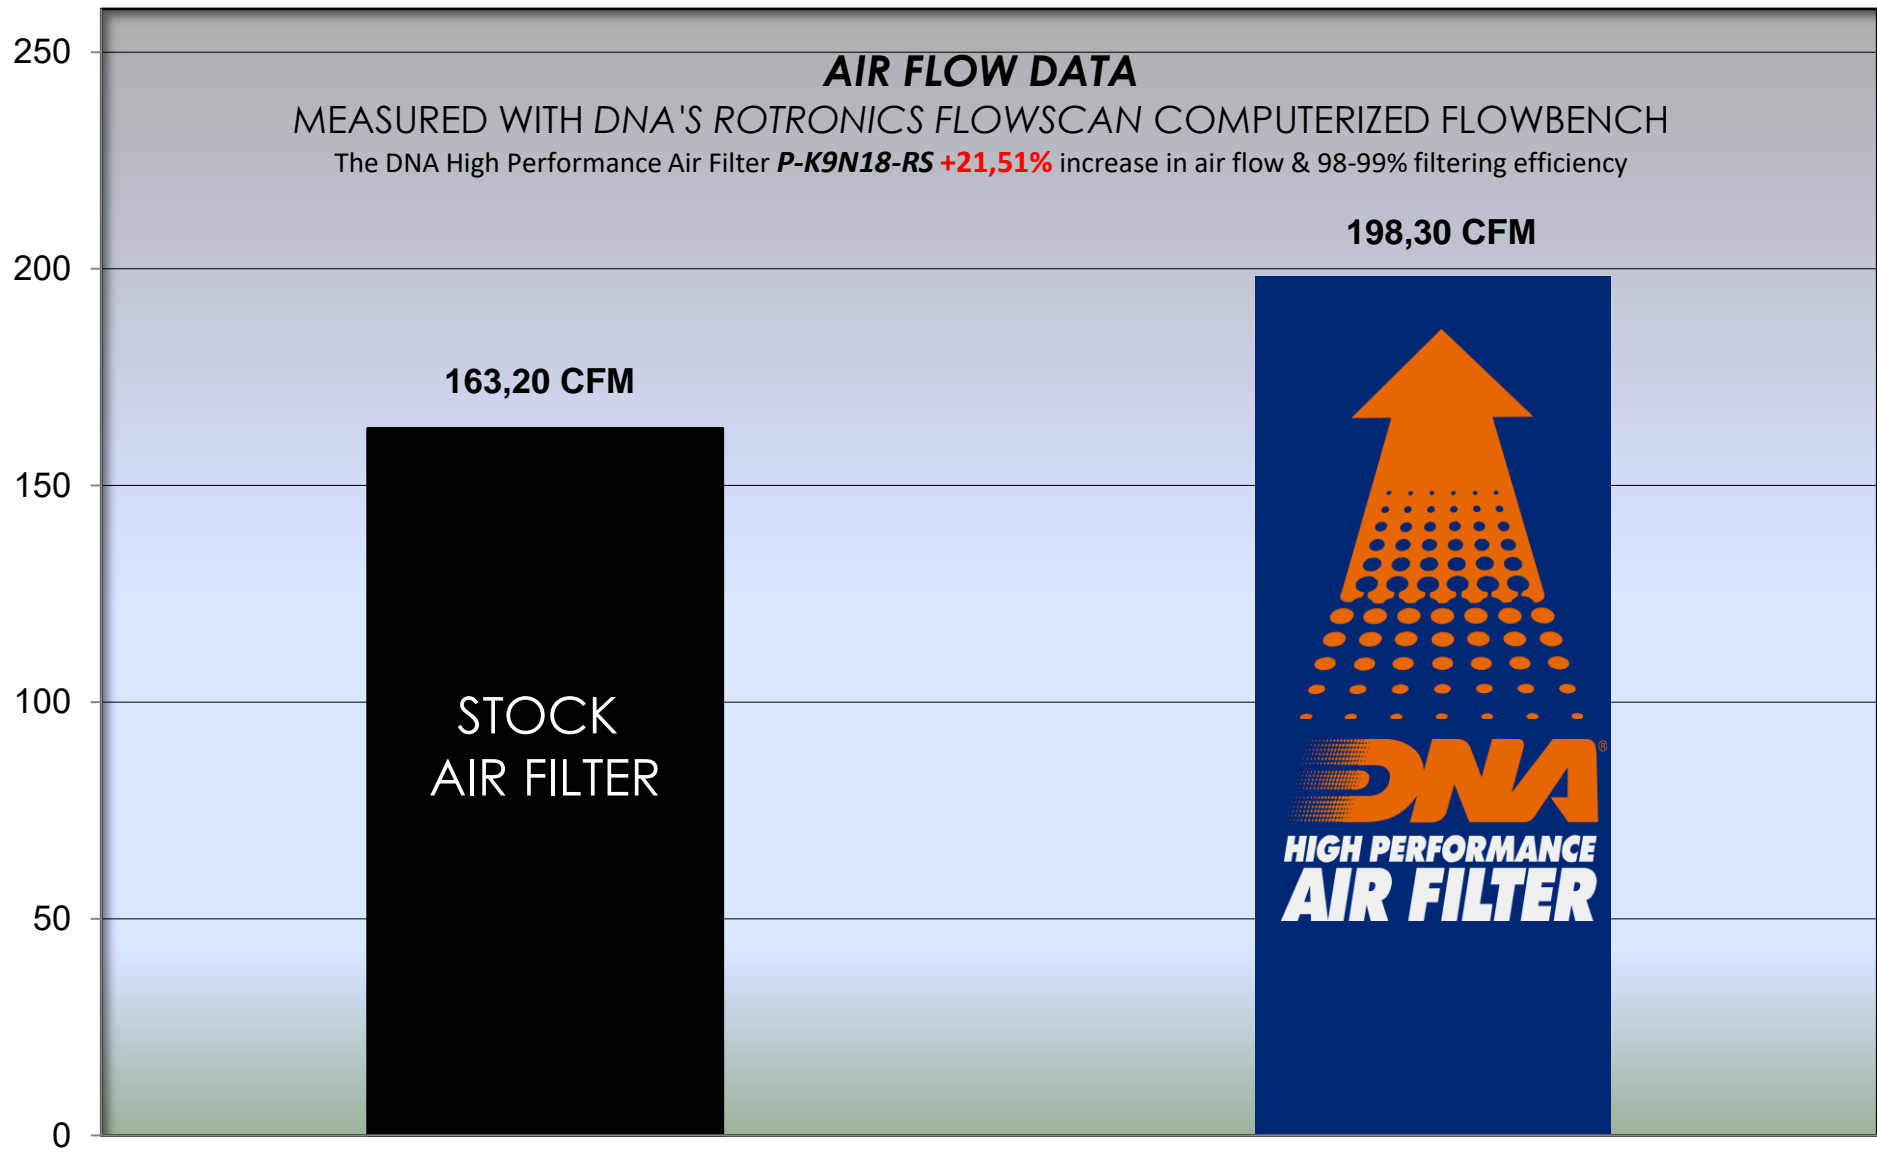 250
AIR FLOW DATA
MEASURED WITH DNA'S ROTRONICS FLOWSCAN COMPUTERIZED FLOWBENCH
The DNA High Performance Air Filter P-K9N18-RS +21,51% increase in air flow & 98-99% filtering efficiency
198,30 CFM
200
163,20 CFM
150
100
STOCK
AIR FILTER
DNA®
HIGH PERFORMANCE
AIR FILTER
50
0